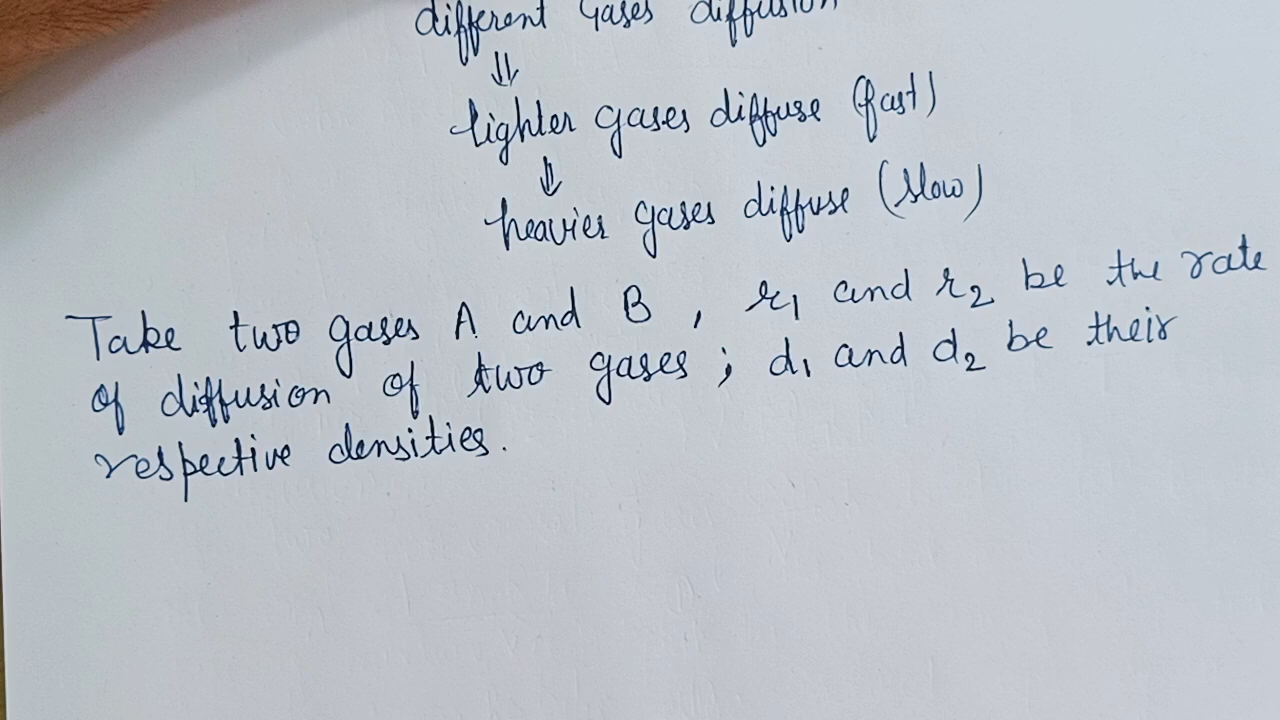 different Gases diffusion
⇓
lighter gases diffuse (fast)
⇓
heavier gases diffuse (slow)
Take two gases A and B , r1 and r2 be the rate
of diffusion of two gases ; d1 and d2 be their
respective densities.